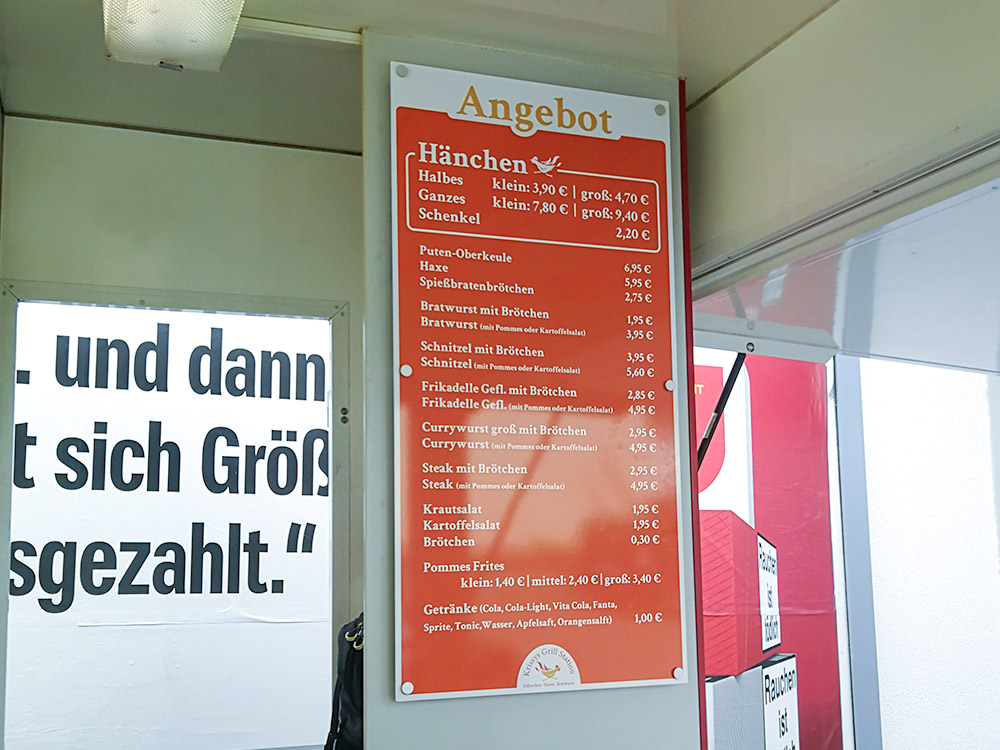 Angebot
Hänchen
Halbes klein: 3,90 € | groß: 4,70 €
Ganzes klein: 7,80 € | groß: 9,40 €
Schenkel 2,20 €
Puten-Oberkeule 6,95 €
Haxe 5,95 €
Spießbratenbrötchen 2,75 €
Bratwurst mit Brötchen 1,95 €
Bratwurst (mit Pommes oder Kartoffelsalat) 3,95 €
Schnitzel mit Brötchen 3,95 €
Schnitzel (mit Pommes oder Kartoffelsalat) 5,60 €
Frikadelle Gefl. mit Brötchen 2,85 €
Frikadelle Gefl. (mit Pommes oder Kartoffelsalat) 4,95 €
Currywurst groß mit Brötchen 2,95 €
Currywurst (mit Pommes oder Kartoffelsalat) 4,95 €
Steak mit Brötchen 2,95 €
Steak (mit Pommes oder Kartoffelsalat) 4,95 €
Krautsalat 1,95 €
Kartoffelsalat 1,95 €
Brötchen 0,30 €
Pommes Frites
klein: 1,40 € | mittel: 2,40 € | groß: 3,40 €
Getränke (Cola, Cola-Light, Vita Cola, Fanta,
Sprite, Tonic, Wasser, Apfelsaft, Orangensalft) 1,00 €
Krissys Grill Station
. und dann
t sich Größ
sgezahlt.“
Rauchen
ist
tödlich
Rauchen
ist